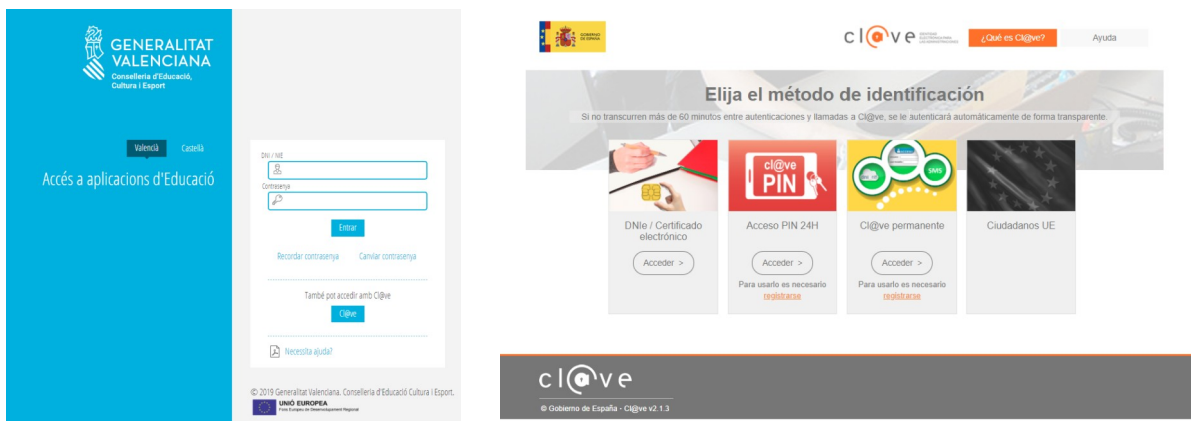 GENERALITAT
VALENCIANA
Conselleria d'Educació,
Cultura i Esport
Valencià Castellà
Accés a aplicacions d'Educació
DNI / NIE
Contrasenya
Entrar
Recordar contrasenya Canviar contrasenya
També pot accedir amb Cl@ve
Cl@ve
Necessita ajuda?
© 2019 Generalitat Valenciana. Conselleria d'Educació Cultura i Esport.
UNIÓ EUROPEA
Fons Europeu de Desenvolupament Regional
GOBIERNO
DE ESPAÑA
cl@ve
¿Qué es Cl@ve?
Ayuda
Elija el método de identificación
Si no transcurren más de 60 minutos entre autenticaciones y llamadas a Cl@ve, se le autenticará automáticamente de forma transparente.
cl@ve
PIN
SMS
DNIe / Certificado
electrónico
Acceder >
Acceso PIN 24H
Acceder >
Para usarlo es necesario
registrarse
Cl@ve permanente
Acceder >
Para usarlo es necesario
registrarse
Ciudadanos UE
cl@ve
© Gobierno de España - Cl@ve v2.1.3